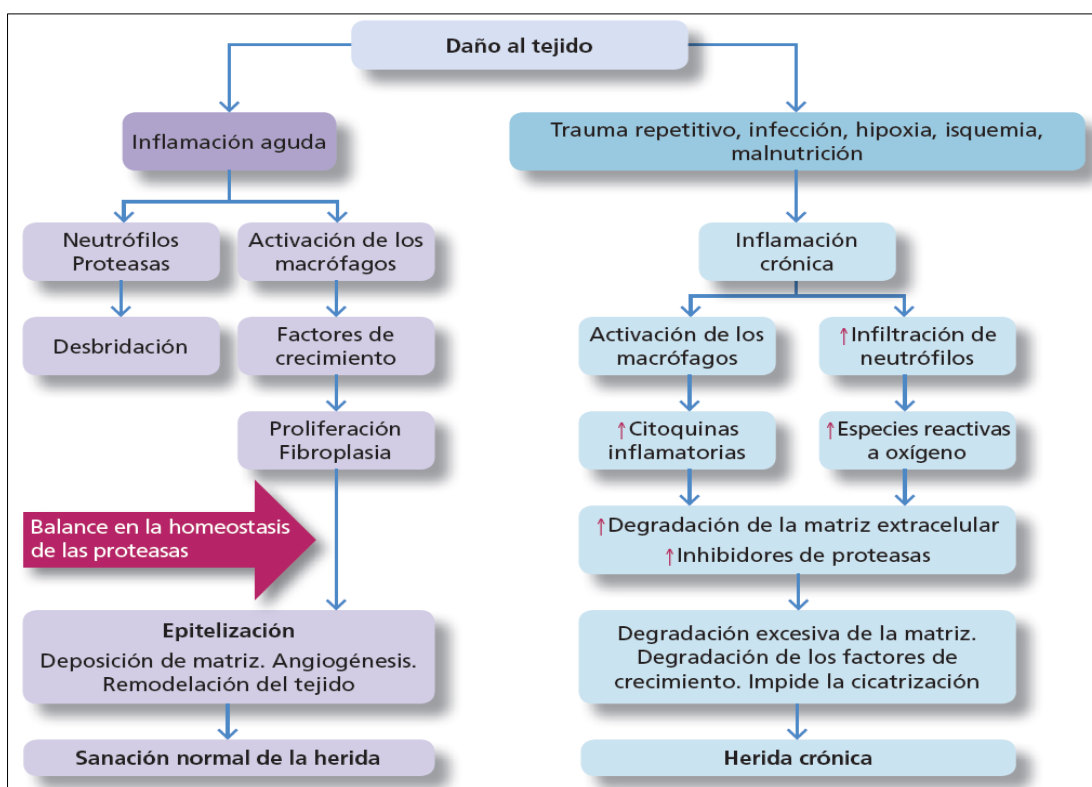 Daño al tejido
Inflamación aguda
Trauma repetitivo, infección, hipoxia, isquemia,
malnutrición
Neutrófilos
Proteasas
Activación de los
macrófagos
Inflamación
crónica
Desbridación
Factores de
crecimiento
Activación de los
macrófagos
↑Infiltración de
neutrófilos
Proliferación
Fibroplasia
↑Citoquinas
inflamatorias
↑Especies reactivas
a oxígeno
Balance en la homeostasis
de las proteasas
↑Degradación de la matriz extracelular
↑Inhibidores de proteasas
Epitelización
Deposición de matriz. Angiogénesis.
Remodelación del tejido
Degradación excesiva de la matriz.
Degradación de los factores de
crecimiento. Impide la cicatrización
Sanación normal de la herida
Herida crónica